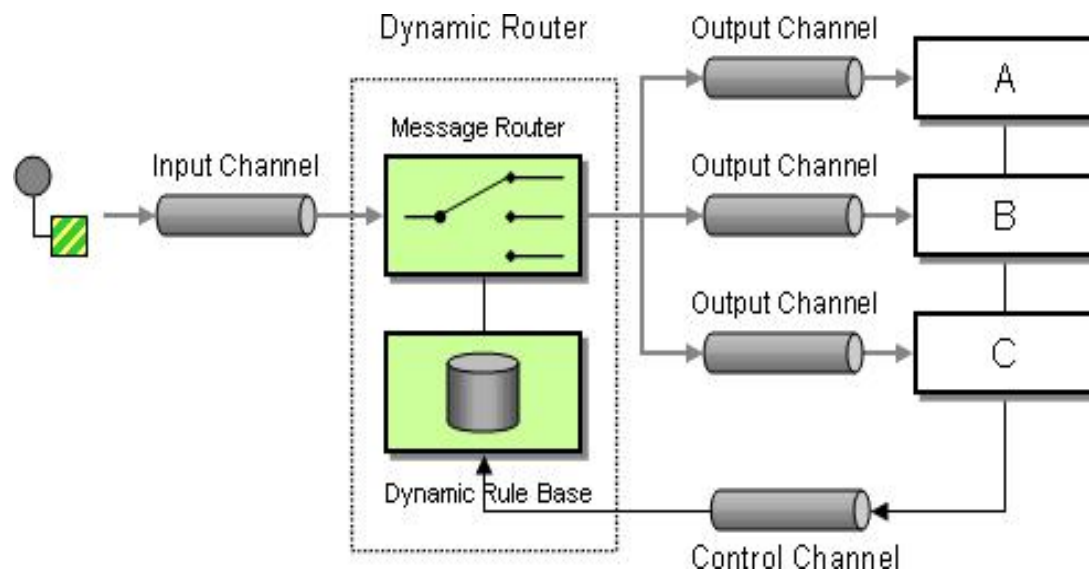 Dynamic Router
Output Channel
A
Message Router
Input Channel
Output Channel
B
Output Channel
C
Dynamic Rule Base
Control Channel